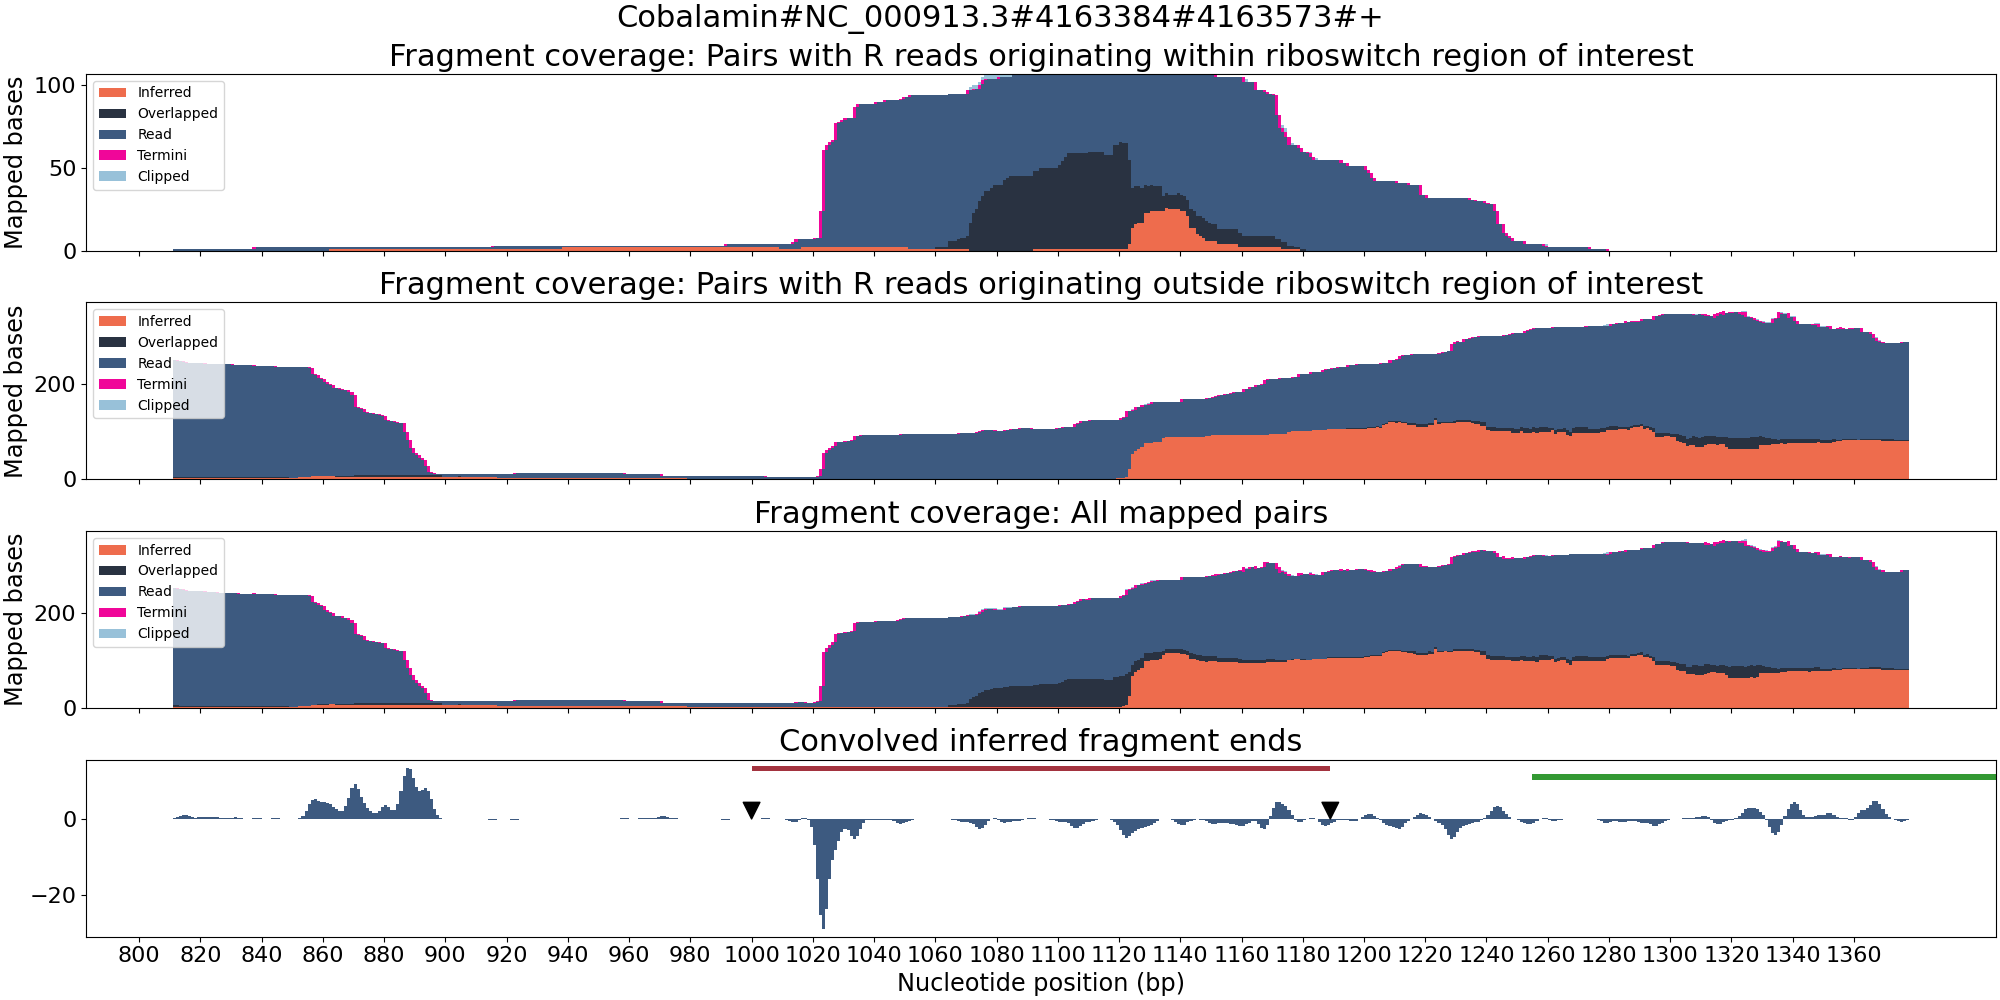 Cobalamin#NC_000913.3#4163384#4163573#+
Fragment coverage: Pairs with R reads originating within riboswitch region of interest
Mapped bases
100
50
0
Inferred
Overlapped
Read
Termini
Clipped
Fragment coverage: Pairs with R reads originating outside riboswitch region of interest
Mapped bases
200
0
Inferred
Overlapped
Read
Termini
Clipped
Fragment coverage: All mapped pairs
Mapped bases
200
0
Inferred
Overlapped
Read
Termini
Clipped
Convolved inferred fragment ends
0
−20
800 820 840 860 880 900 920 940 960 980 1000 1020 1040 1060 1080 1100 1120 1140 1160 1180 1200 1220 1240 1260 1280 1300 1320 1340 1360
Nucleotide position (bp)